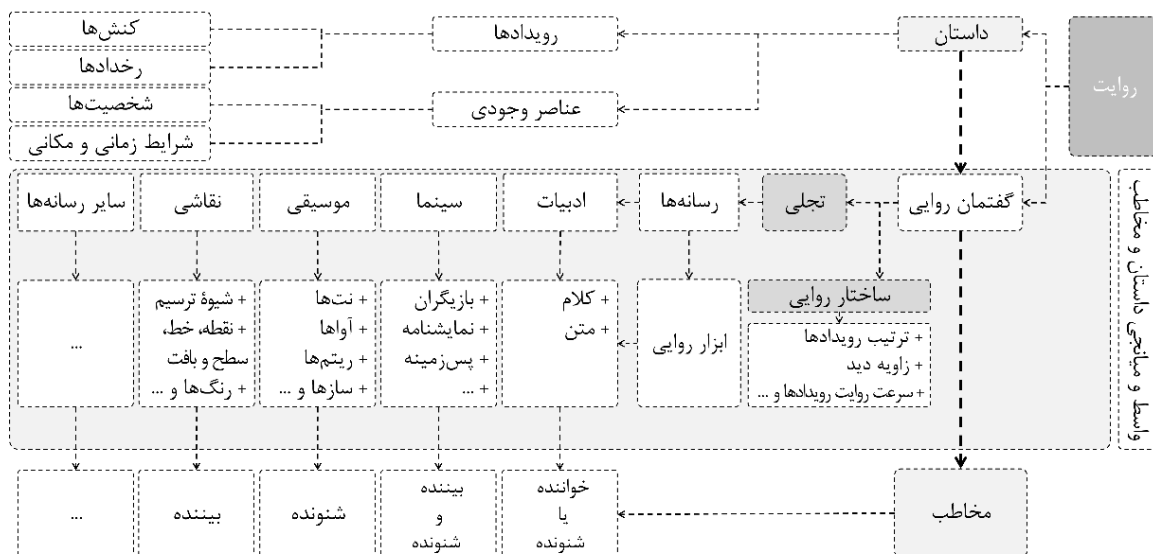 روایت
داستان
رویدادها
کنش‌ها
رخدادها
عناصر وجودی
شخصیت‌ها
شرایط زمانی و مکانی
واسط و میانجی داستان و مخاطب
گفتمان روایی
تجلی
رسانه‌ها
ادبیات
سینما
موسیقی
نقاشی
سایر رسانه‌ها
ساختار روایی
+ ترتیب رویدادها
+ زاویه دید
+ سرعت روایت رویدادها و ...
ابزار روایی
+ کلام
+ متن
+ بازیگران
+ نمایشنامه
+ پس‌زمینه
+ ...
+ نت‌ها
+ آواها
+ ریتم‌ها
+ سازها و ...
+ شیوۀ ترسیم
+ نقطه، خط،
سطح و بافت
+ رنگ‌ها و ...
...
مخاطب
خواننده
یا
شنونده
بیننده
و
شنونده
شنونده
بیننده
...